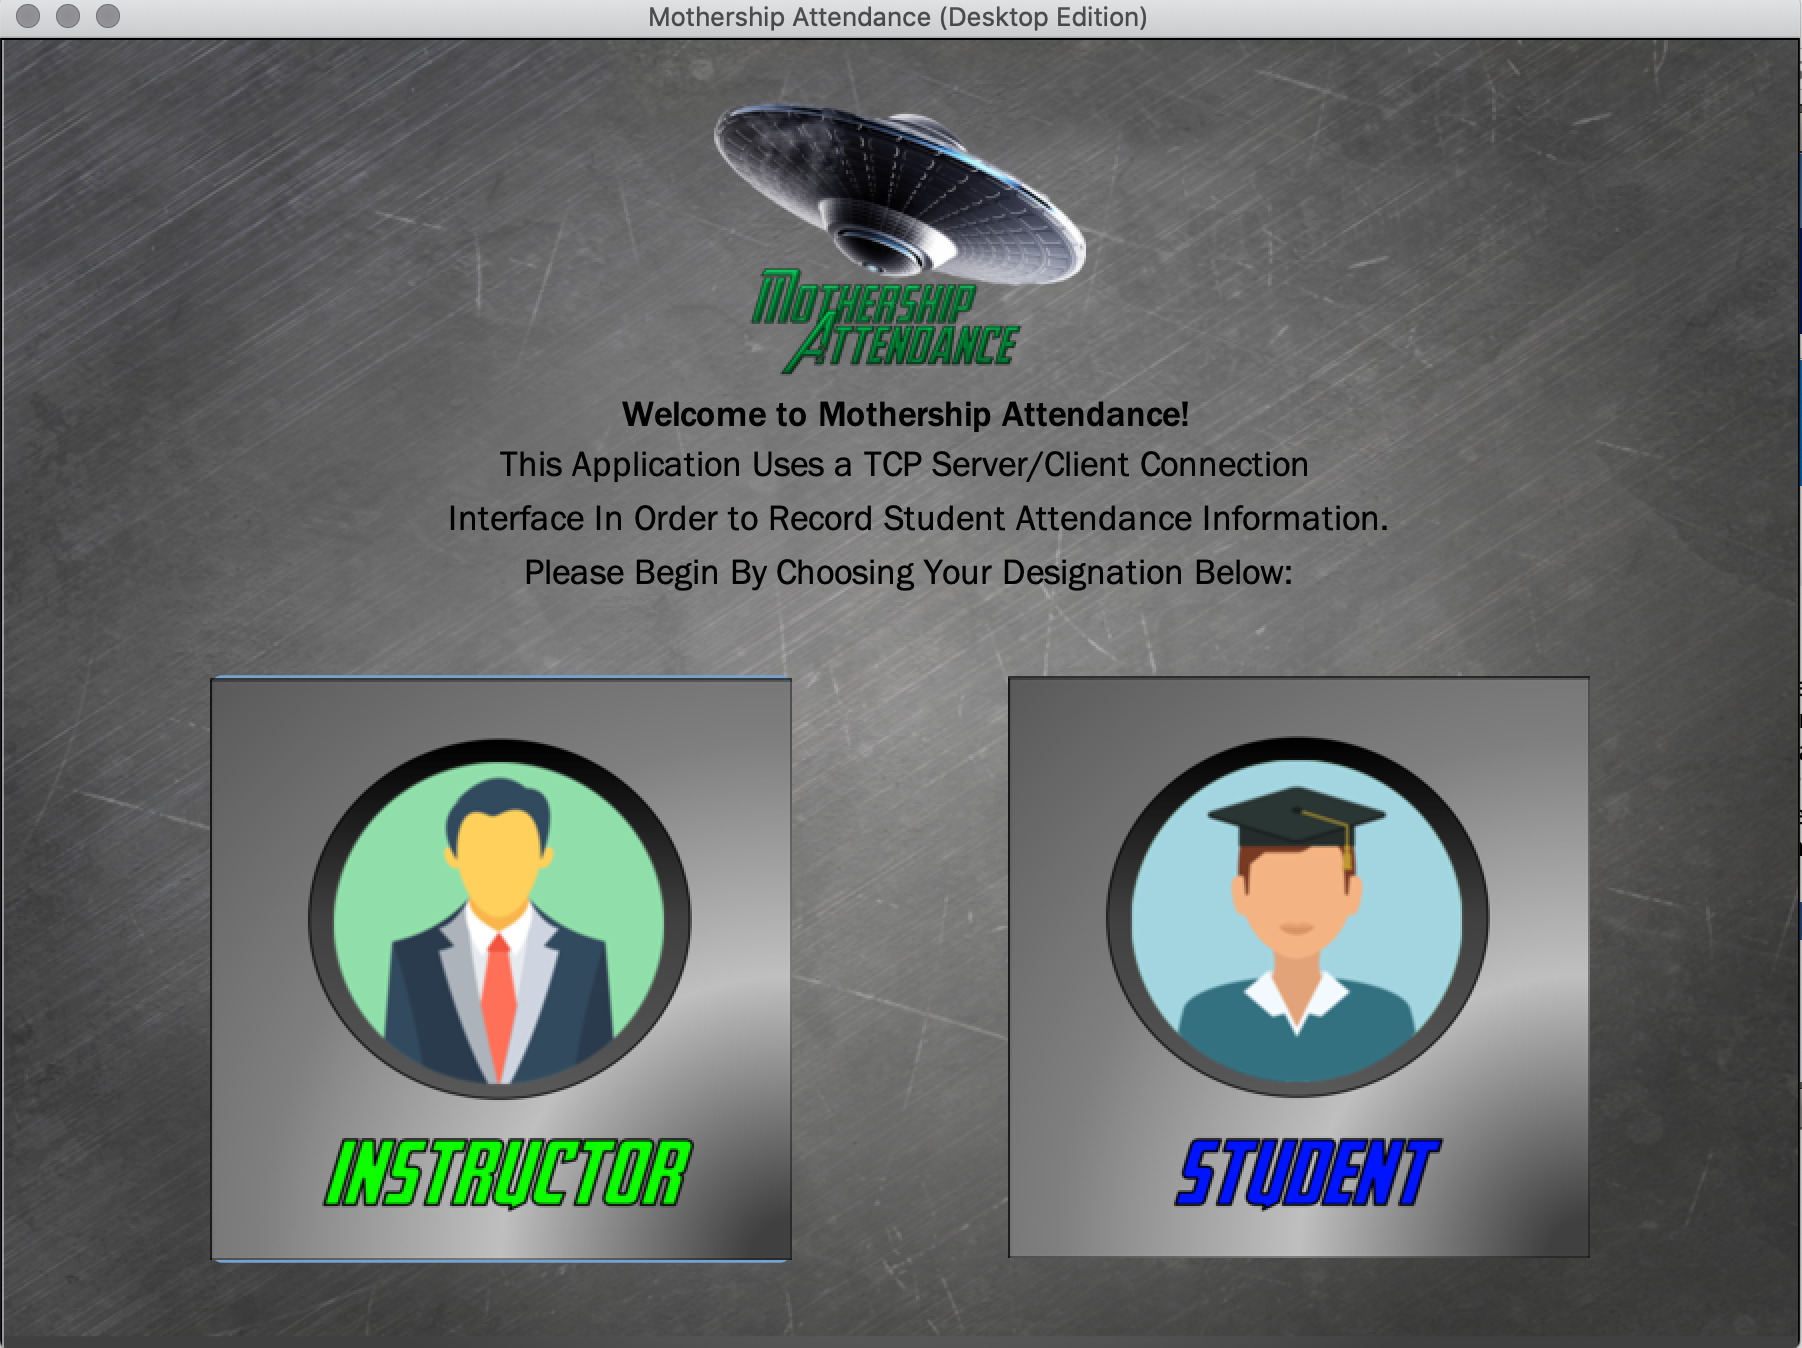 Mothership Attendance (Desktop Edition)
Mothership
Attendance
Welcome to Mothership Attendance!
This Application Uses a TCP Server/Client Connection
Interface In Order to Record Student Attendance Information.
Please Begin By Choosing Your Designation Below:
INSTRUCTOR
STUDENT